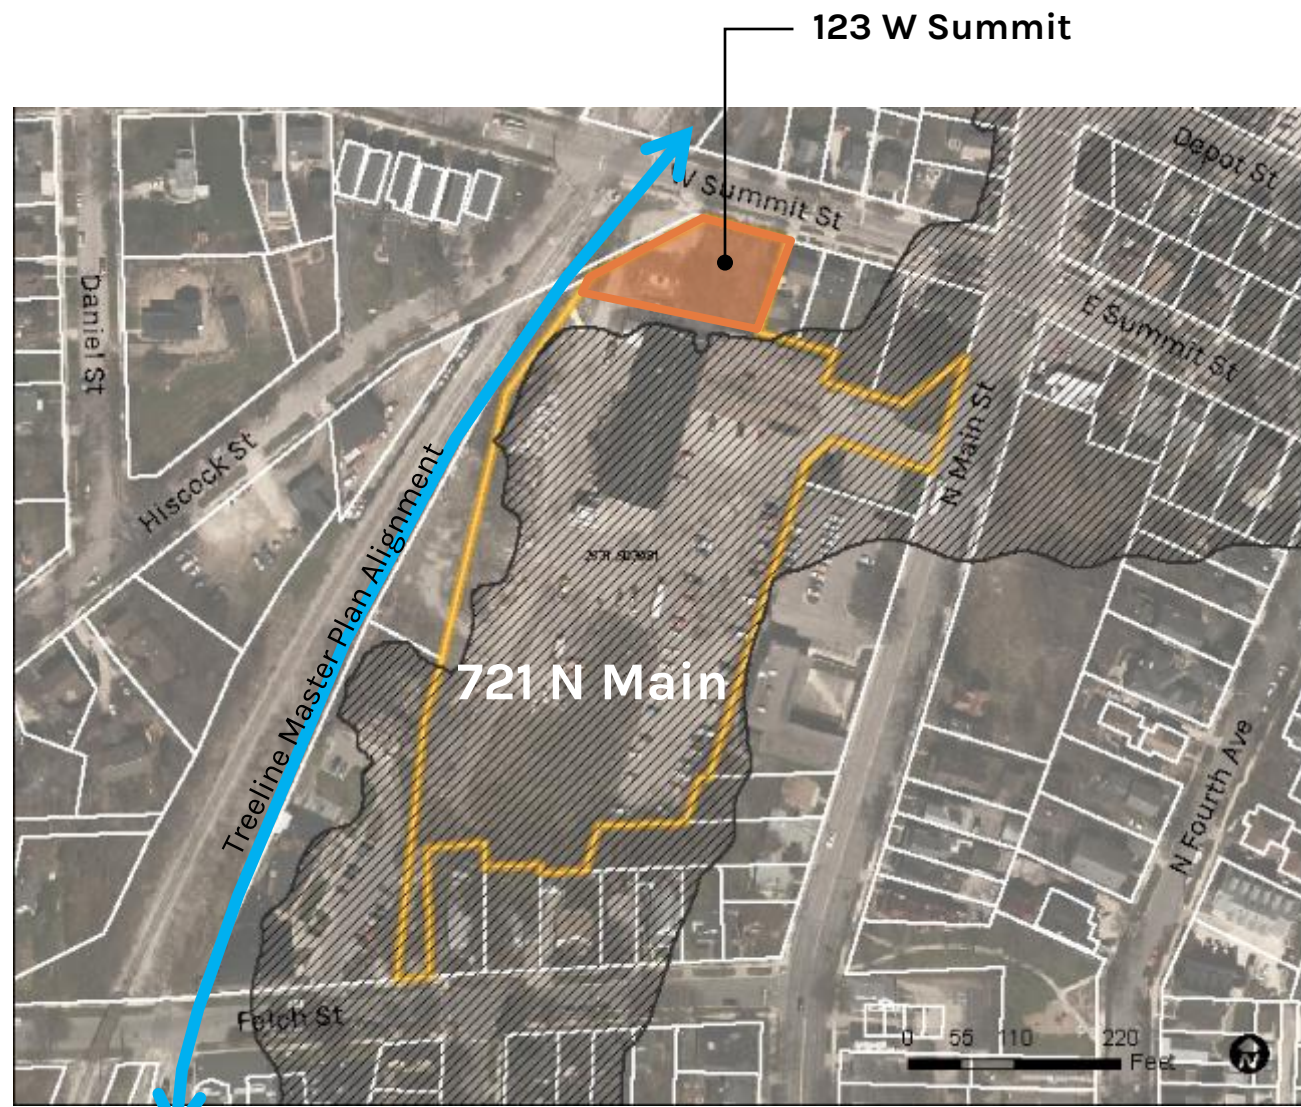 123 W Summit
Depot St
W Summit St
Daniel St
E Summit St
Hiscock St
N Main St
Treeline Master Plan Alignment
721 N Main
N Fourth Ave
Felch St
0 55 110 220
Feet
N